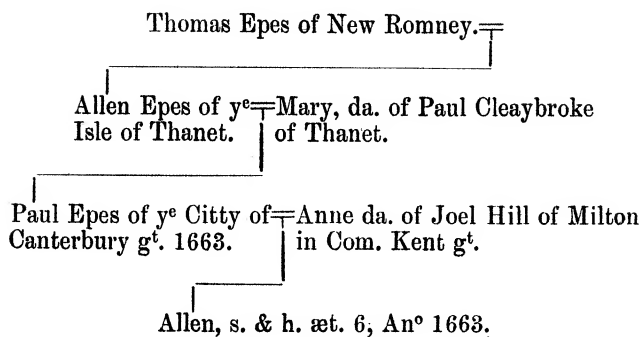 Thomas Epes of New Romney.
Allen Epes of yᵉ = Mary, da. of Paul Cleaybroke
Isle of Thanet. of Thanet.
Paul Epes of yᵉ Citty of = Anne da. of Joel Hill of Milton
Canterbury gᵗ. 1663. in Com. Kent gᵗ.
Allen, s. & h. æt. 6, Anº 1663.